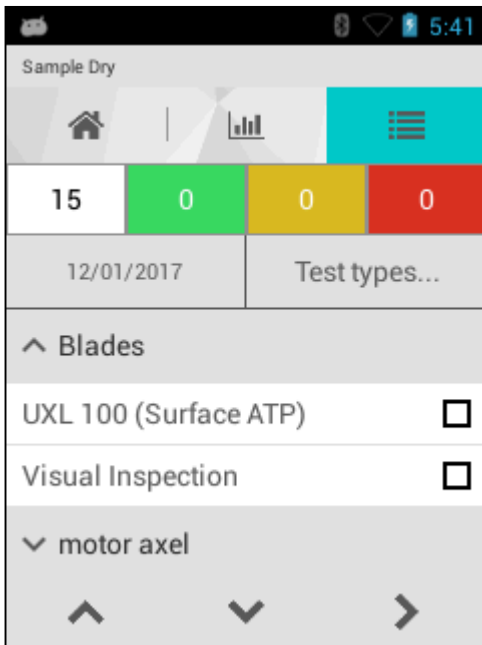 5:41
Sample Dry
15 0 0 0
12/01/2017 Test types...
Blades
UXL 100 (Surface ATP)
Visual Inspection
motor axel